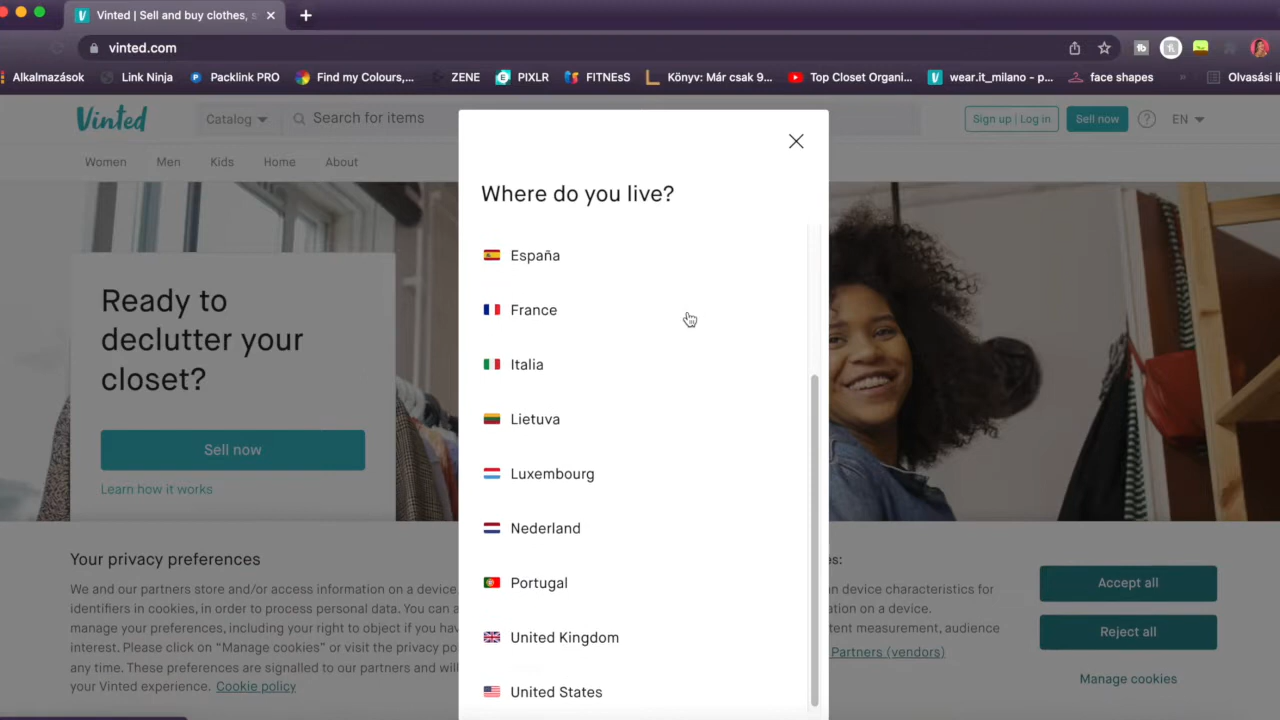 Vinted | Sell and buy clothes, s
vinted.com
Alkalmazások
Link Ninja
Packlink PRO
Find my Colours,...
ZENE
PIXLR
FITNEsS
Könyv: Már csak 9...
Top Closet Organi...
wear.it_milano - p...
face shapes
»
Olvasási li
Vinted
Catalog
Search for items
Sign up | Log in
Sell now
?
EN
Women
Men
Kids
Home
About
Where do you live?
España
France
Italia
Lietuva
Luxembourg
Nederland
Portugal
United Kingdom
United States
Ready to
declutter your
closet?
Sell now
Learn how it works
Your privacy preferences
We and our partners store and/or access information on a device
identifiers in cookies, in order to process personal data. You can a
manage your preferences, including your right to object if you hav
interest. Please click on "Manage cookies" or visit the privacy po
any time. These preferences are signalled to our partners and will
your Vinted experience. Cookie policy
es:
an device characteristics for
ation on a device.
tent measurement, audience
Partners (vendors)
Accept all
Reject all
Manage cookies